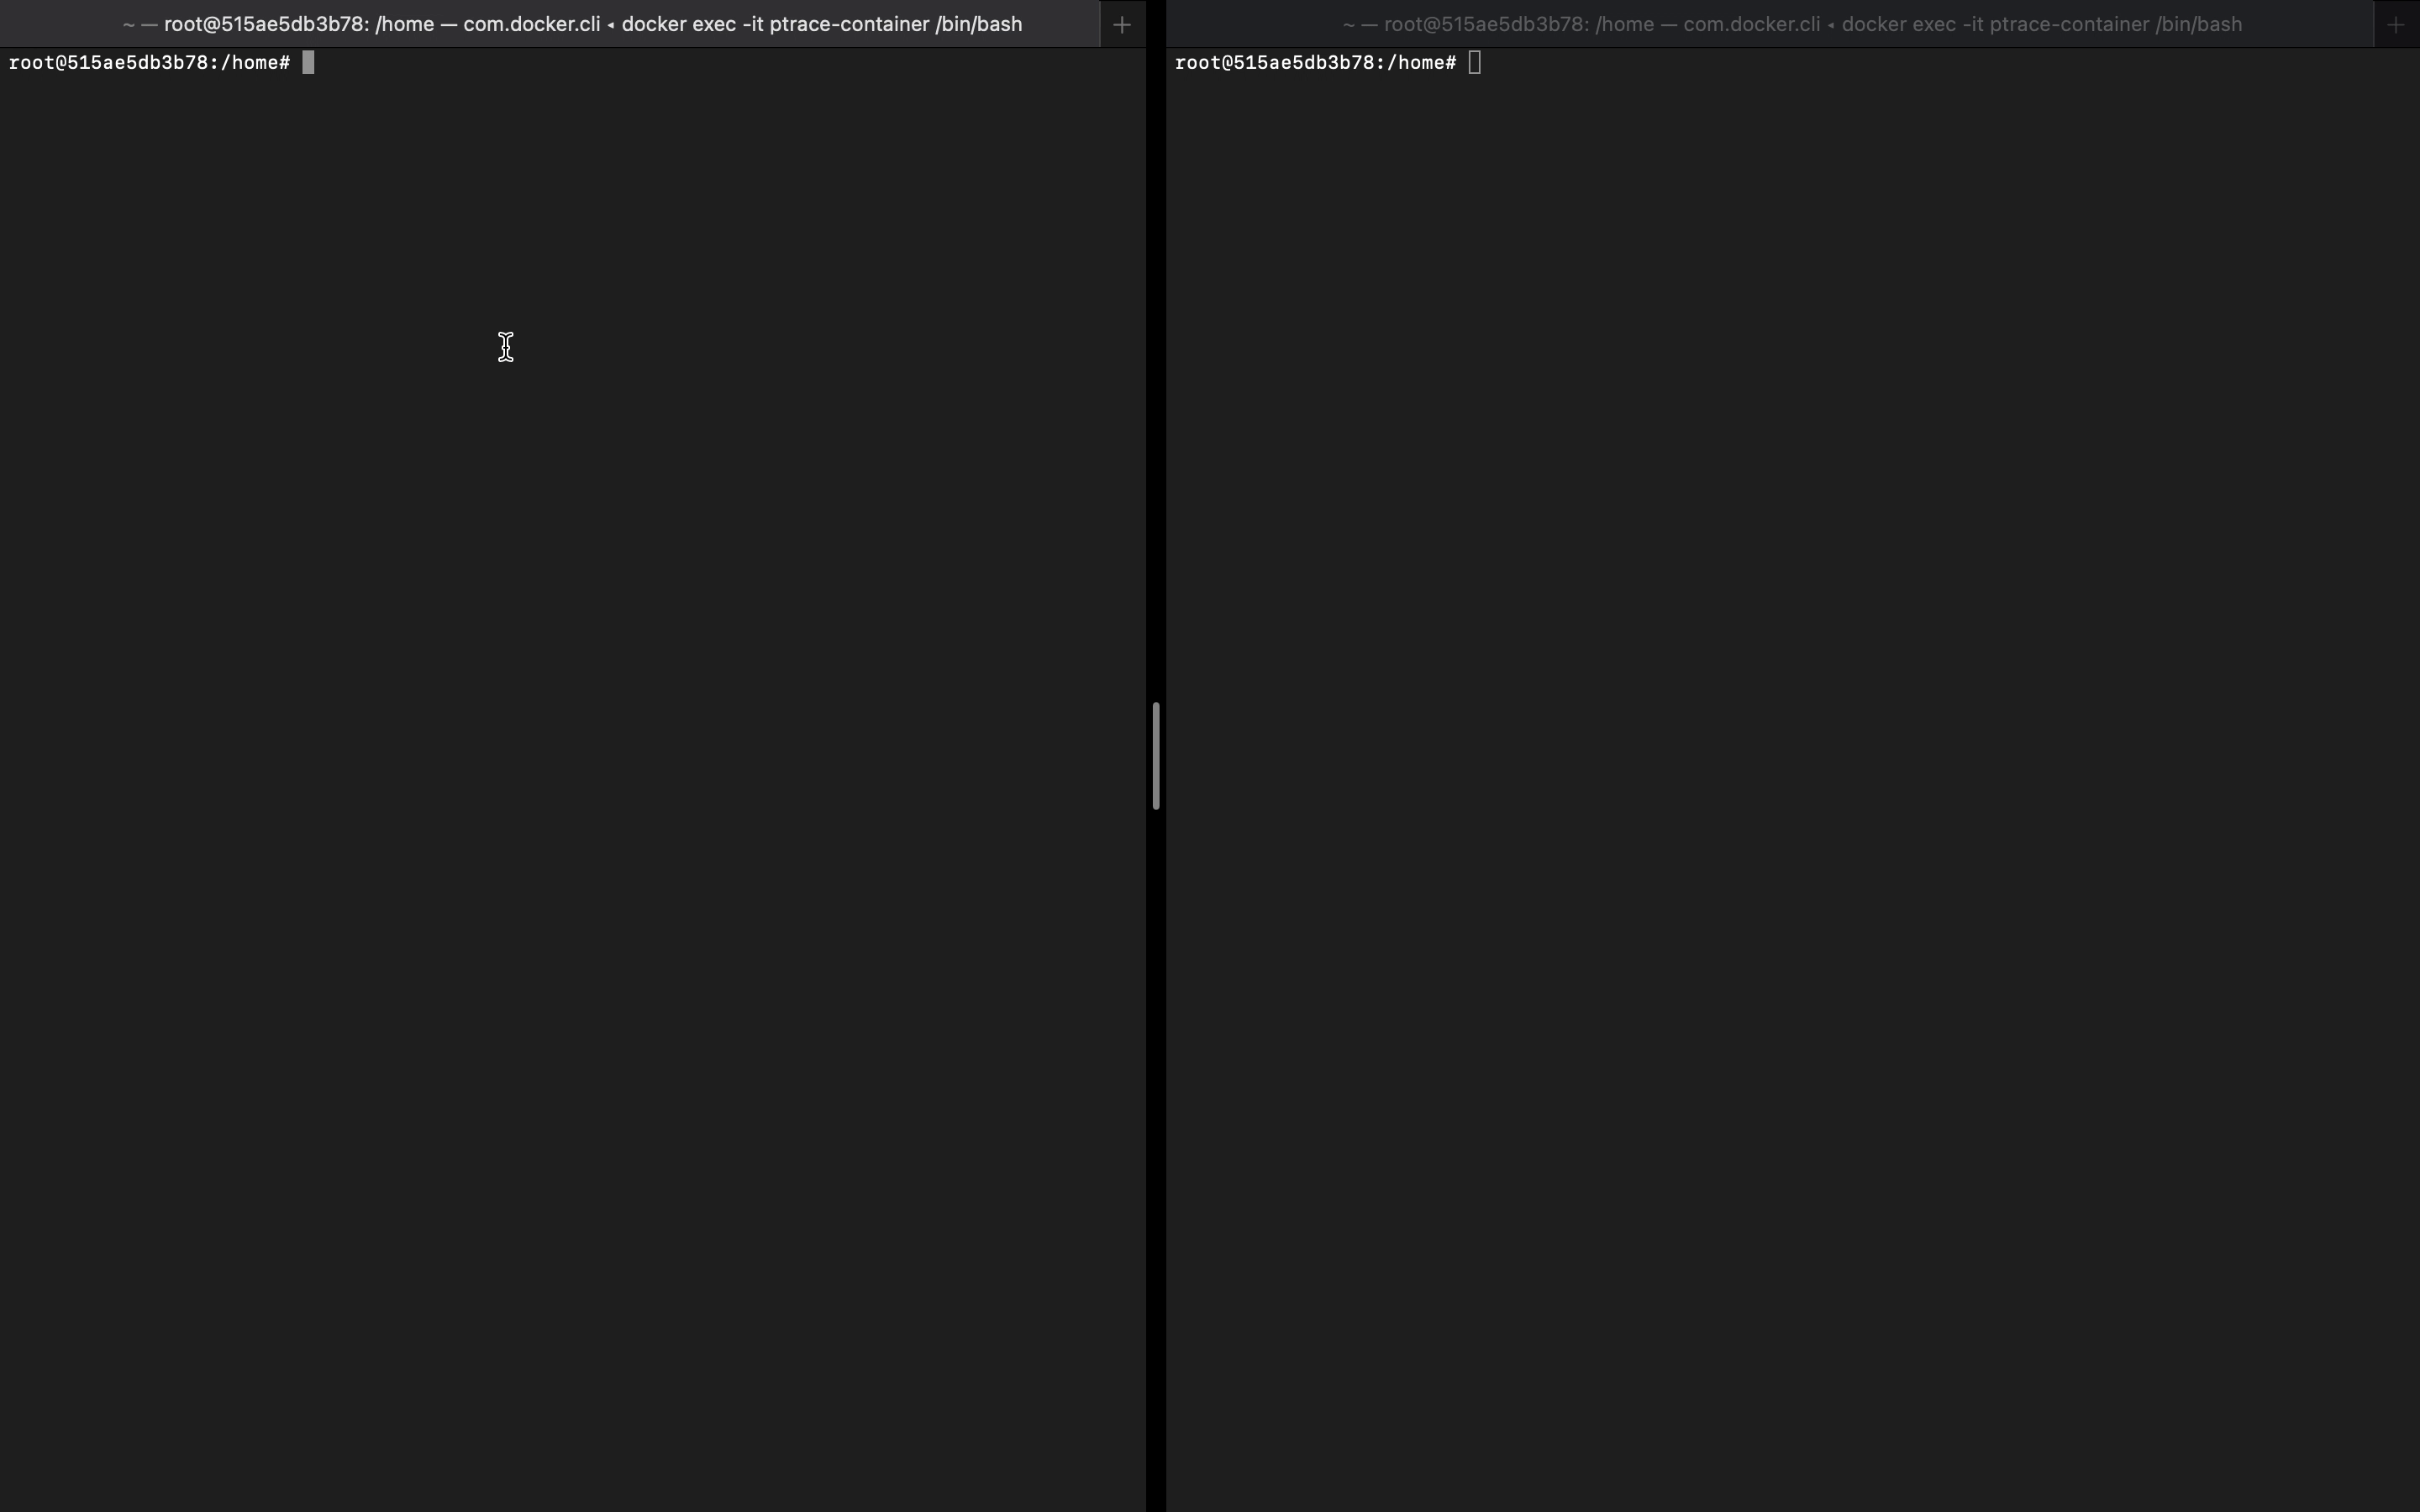 ~ — root@515ae5db3b78: /home — com.docker.cli ◂ docker exec -it ptrace-container /bin/bash
root@515ae5db3b78:/home#
~ — root@515ae5db3b78: /home — com.docker.cli ◂ docker exec -it ptrace-container /bin/bash
root@515ae5db3b78:/home#